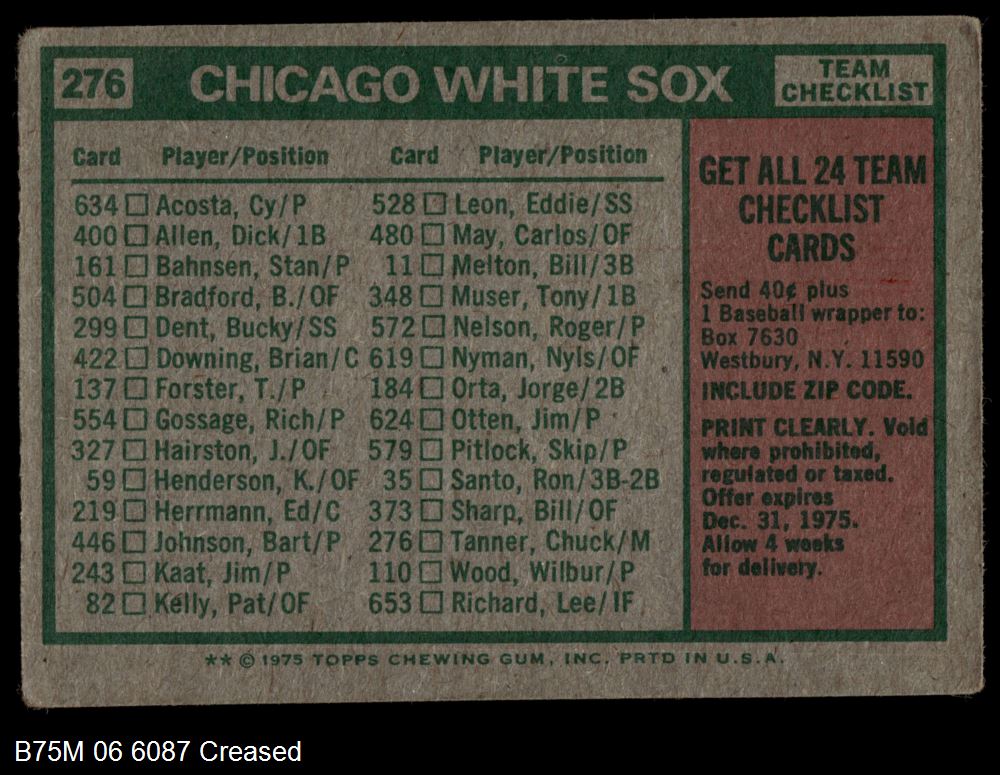 276 CHICAGO WHITE SOX TEAM CHECKLIST
Card Player/Position
634 Acosta, Cy/P
400 Allen, Dick/1B
161 Bahnsen, Stan/P
504 Bradford, B./OF
299 Dent, Bucky/SS
422 Downing, Brian/C
137 Forster, T./P
554 Gossage, Rich/P
327 Hairston, J./OF
59 Henderson, K./OF
219 Herrmann, Ed/C
446 Johnson, Bart/P
243 Kaat, Jim/P
82 Kelly, Pat/OF
Card Player/Position
528 Leon, Eddie/SS
480 May, Carlos/OF
11 Melton, Bill/3B
348 Muser, Tony/1B
572 Nelson, Roger/P
619 Nyman, Nyls/OF
184 Orta, Jorge/2B
624 Otten, Jim/P
579 Pitlock, Skip/P
35 Santo, Ron/3B-2B
373 Sharp, Bill/OF
276 Tanner, Chuck/M
110 Wood, Wilbur/P
653 Richard, Lee/IF
GET ALL 24 TEAM
CHECKLIST
CARDS
Send 40¢ plus
1 Baseball wrapper to:
Box 7630
Westbury, N.Y. 11590
INCLUDE ZIP CODE.
PRINT CLEARLY. Void
where prohibited,
regulated or taxed.
Offer expires
Dec. 31, 1975.
Allow 4 weeks
for delivery.
** © 1975 TOPPS CHEWING GUM, INC. PRTD IN U.S.A.
B75M 06 6087 Creased